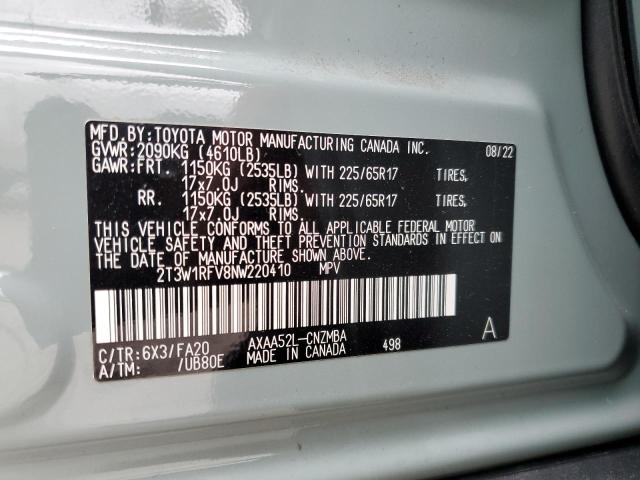 MFD.BY:TOYOTA MOTOR MANUFACTURING CANADA INC.
GVWR:2090KG (4610LB) 08/22
GAWR:FRT. 1150KG (2535LB) WITH 225/65R17 TIRES,
17x7.0J RIMS.
RR. 1150KG (2535LB) WITH 225/65R17 TIRES,
17x7.0J RIMS.
THIS VEHICLE CONFORMS TO ALL APPLICABLE FEDERAL MOTOR
VEHICLE SAFETY AND THEFT PREVENTION STANDARDS IN EFFECT ON
THE DATE OF MANUFACTURE SHOWN ABOVE.
2T3W1RFV8NW220410 MPV
C/TR:6X3/FA20 AXAA52L-CNZMBA A
A/TM: /UB80E MADE IN CANADA 498